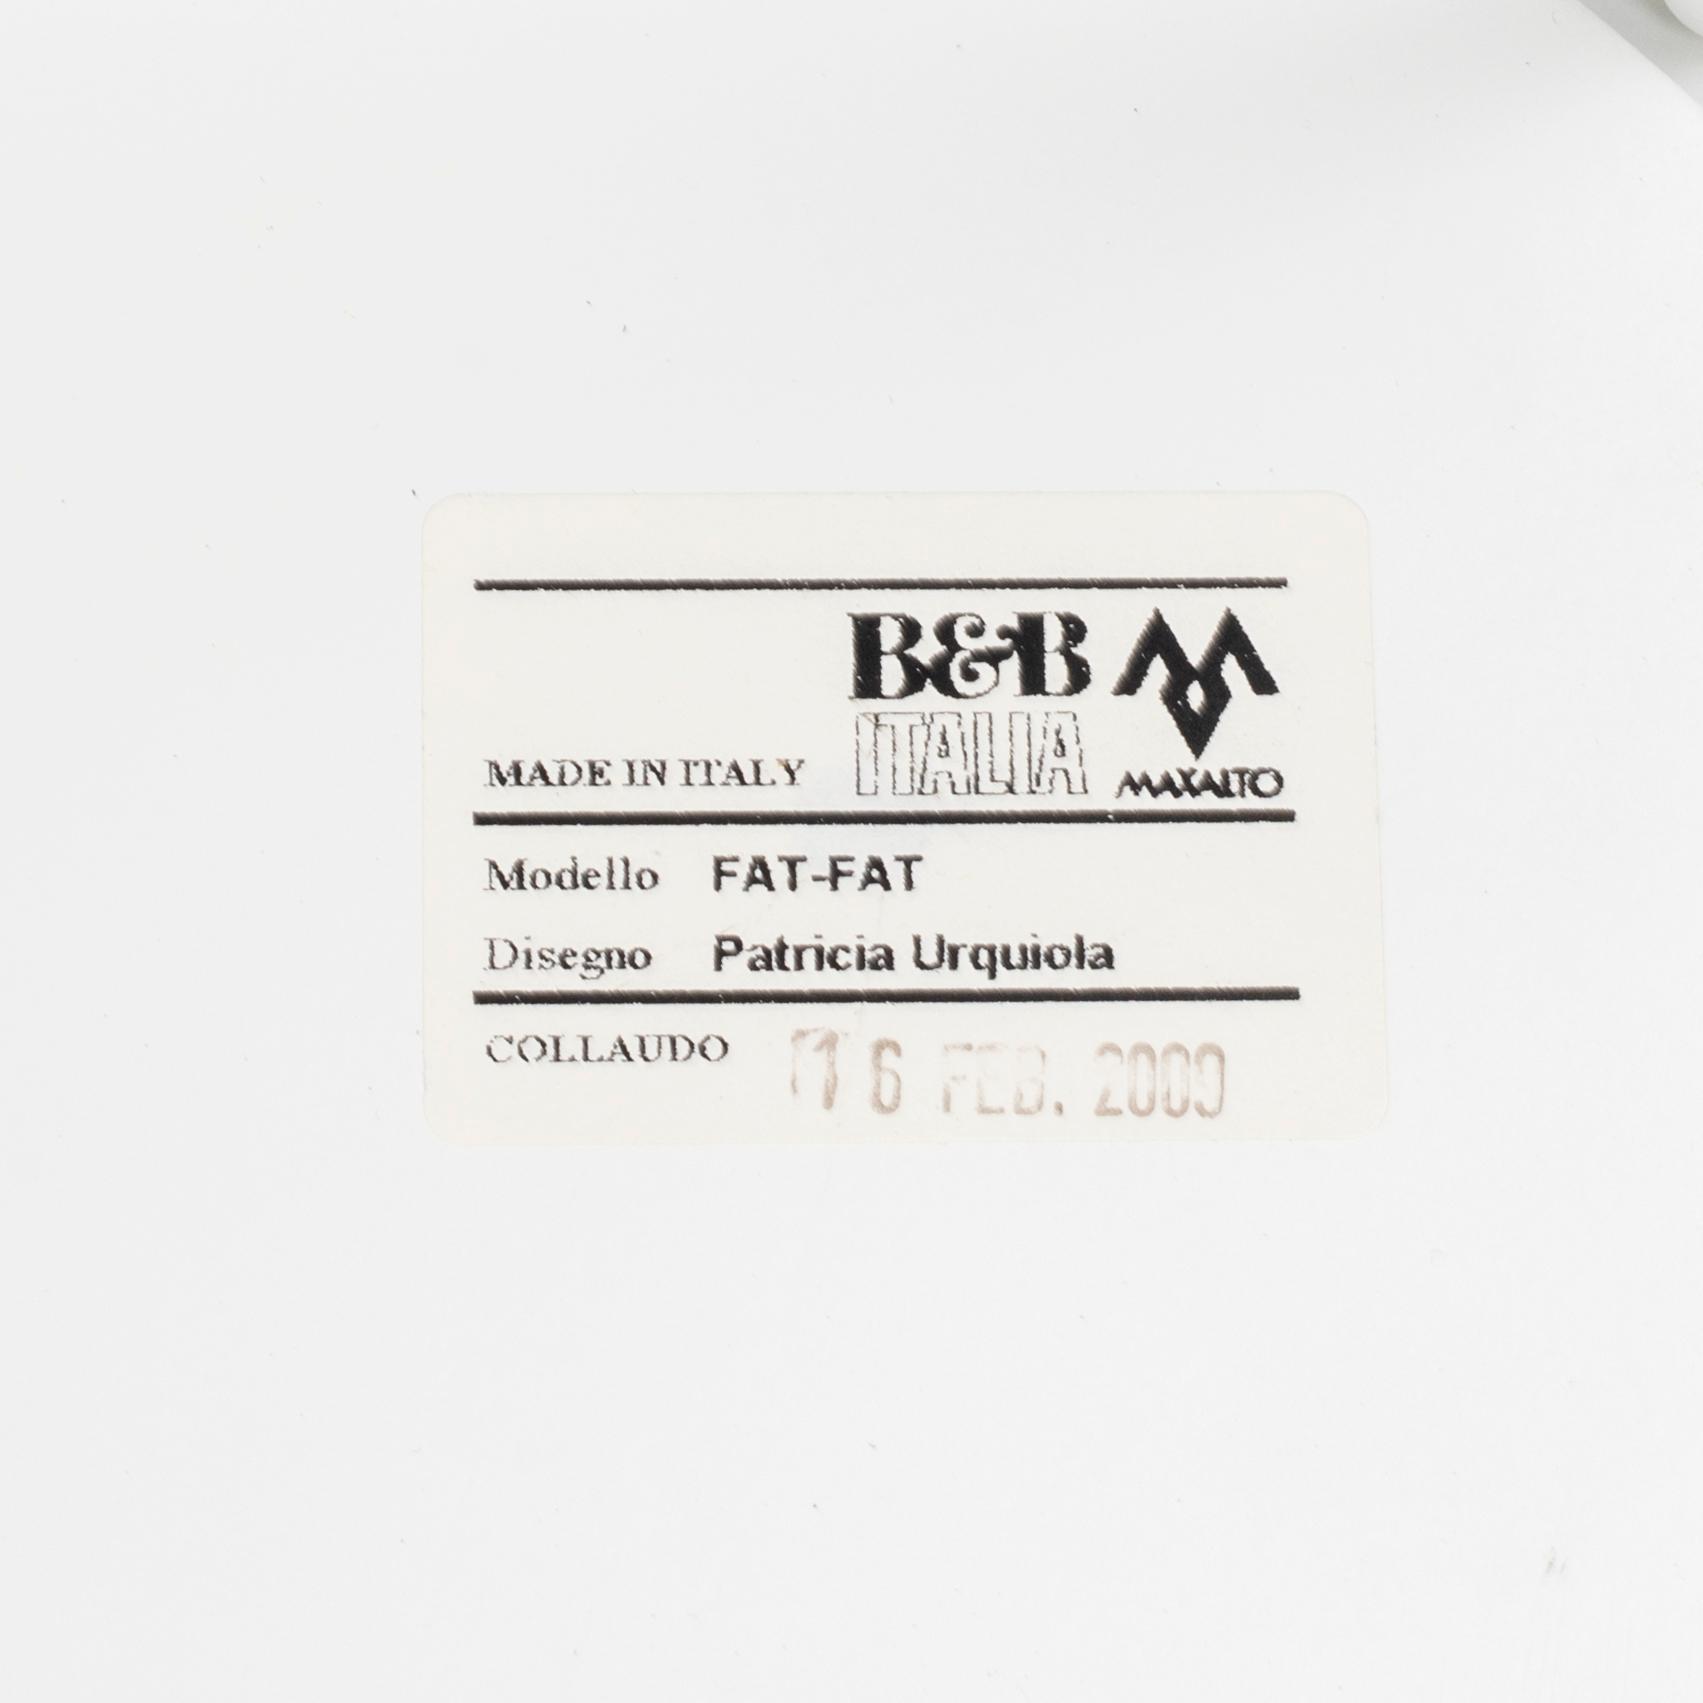 B&B
ITALIA
MADE IN ITALY
MAXALTO
Modello FAT-FAT
Disegno Patricia Urquiola
COLLAUDO 16 FEB. 2009